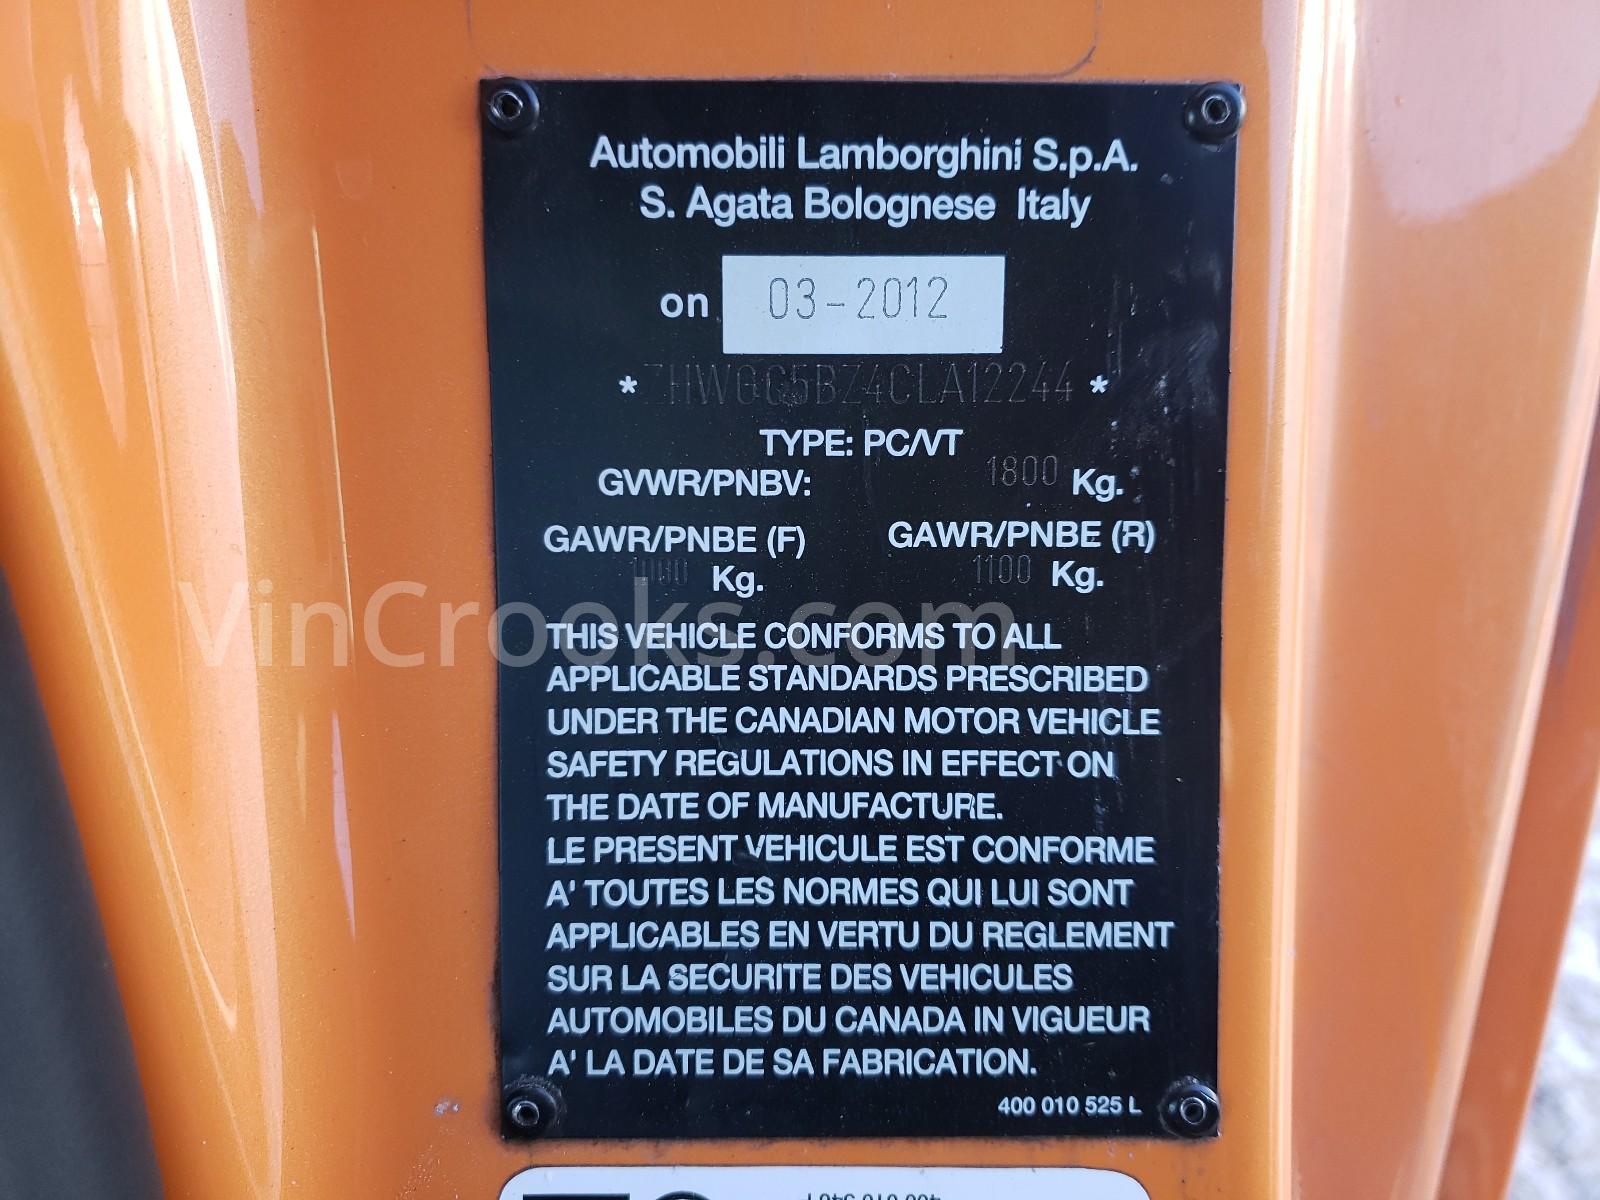 Automobili Lamborghini S.p.A.
S. Agata Bolognese Italy
on 03-2012
*ZHWGC5BZ4CLA12244*
TYPE: PC/VT
GVWR/PNBV: 1800 Kg.
GAWR/PNBE (F) GAWR/PNBE (R)
1000 Kg. 1100 Kg.
VinCrooks.com
THIS VEHICLE CONFORMS TO ALL
APPLICABLE STANDARDS PRESCRIBED
UNDER THE CANADIAN MOTOR VEHICLE
SAFETY REGULATIONS IN EFFECT ON
THE DATE OF MANUFACTURE.
LE PRESENT VEHICULE EST CONFORME
A' TOUTES LES NORMES QUI LUI SONT
APPLICABLES EN VERTU DU REGLEMENT
SUR LA SECURITE DES VEHICULES
AUTOMOBILES DU CANADA IN VIGUEUR
A' LA DATE DE SA FABRICATION.
400 010 525 L